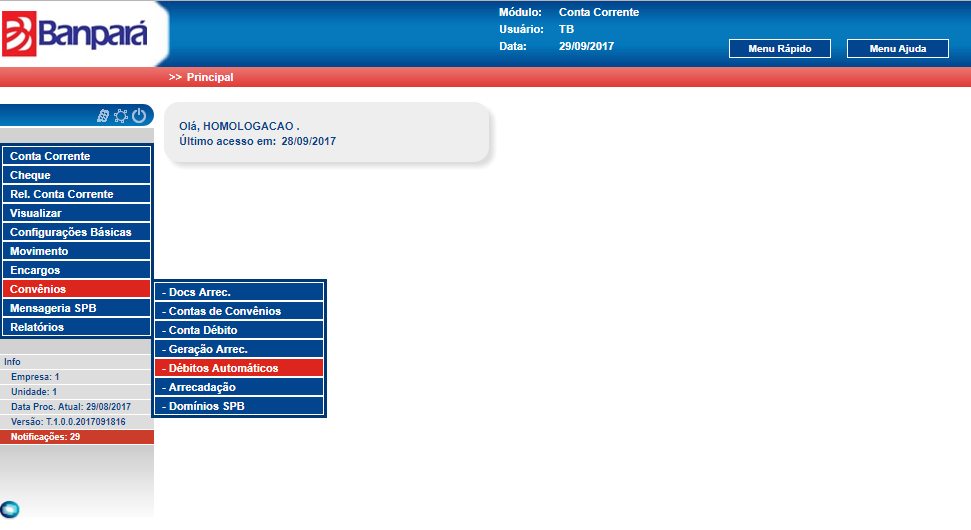 Banpará
Módulo: Conta Corrente
Usuário: TB
Data: 29/09/2017
Menu Rápido
Menu Ajuda
>> Principal
Olá, HOMOLOGACAO .
Último acesso em: 28/09/2017
Conta Corrente
Cheque
Rel. Conta Corrente
Visualizar
Configurações Básicas
Movimento
Encargos
Convênios
Mensageria SPB
Relatórios
- Docs Arrec.
- Contas de Convênios
- Conta Débito
- Geração Arrec.
- Débitos Automáticos
- Arrecadação
- Domínios SPB
Info
Empresa: 1
Unidade: 1
Data Proc. Atual: 29/08/2017
Versão: T.1.0.0.2017091816
Notificações: 29